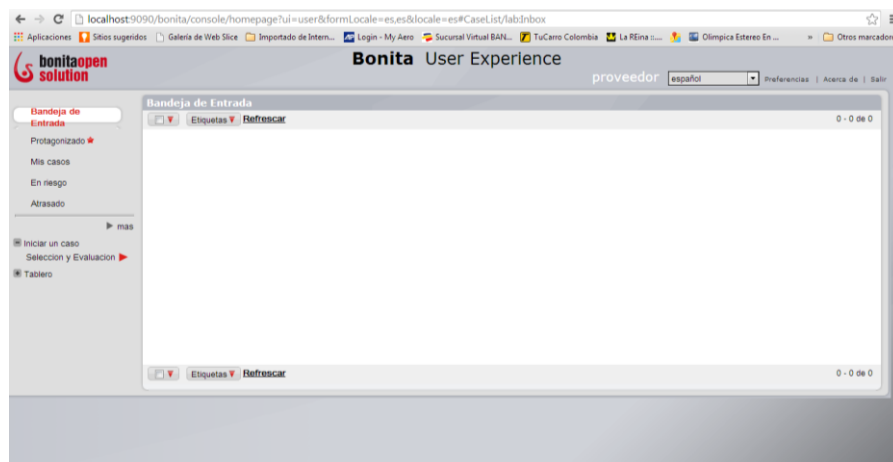 localhost:9090/bonita/console/homepage?ui=user&formLocale=es,es&locale=es#CaseList/lab:Inbox
Aplicaciones Sitios sugeridos Galería de Web Slice Importado de Intern... Login - My Aero Sucursal Virtual BAN... TuCarro Colombia La REina ::.... Olimpica Estereo En ... » Otros marcador
bonitaopen
solution
Bonita User Experience
proveedor español Preferencias | Acerca de | Salir
Bandeja de
Entrada
Protagonizado
Mis casos
En riesgo
Atrasado
mas
Iniciar un caso
Seleccion y Evaluacion
Tablero
Bandeja de Entrada
Etiquetas Refrescar 0 - 0 de 0
Etiquetas Refrescar 0 - 0 de 0